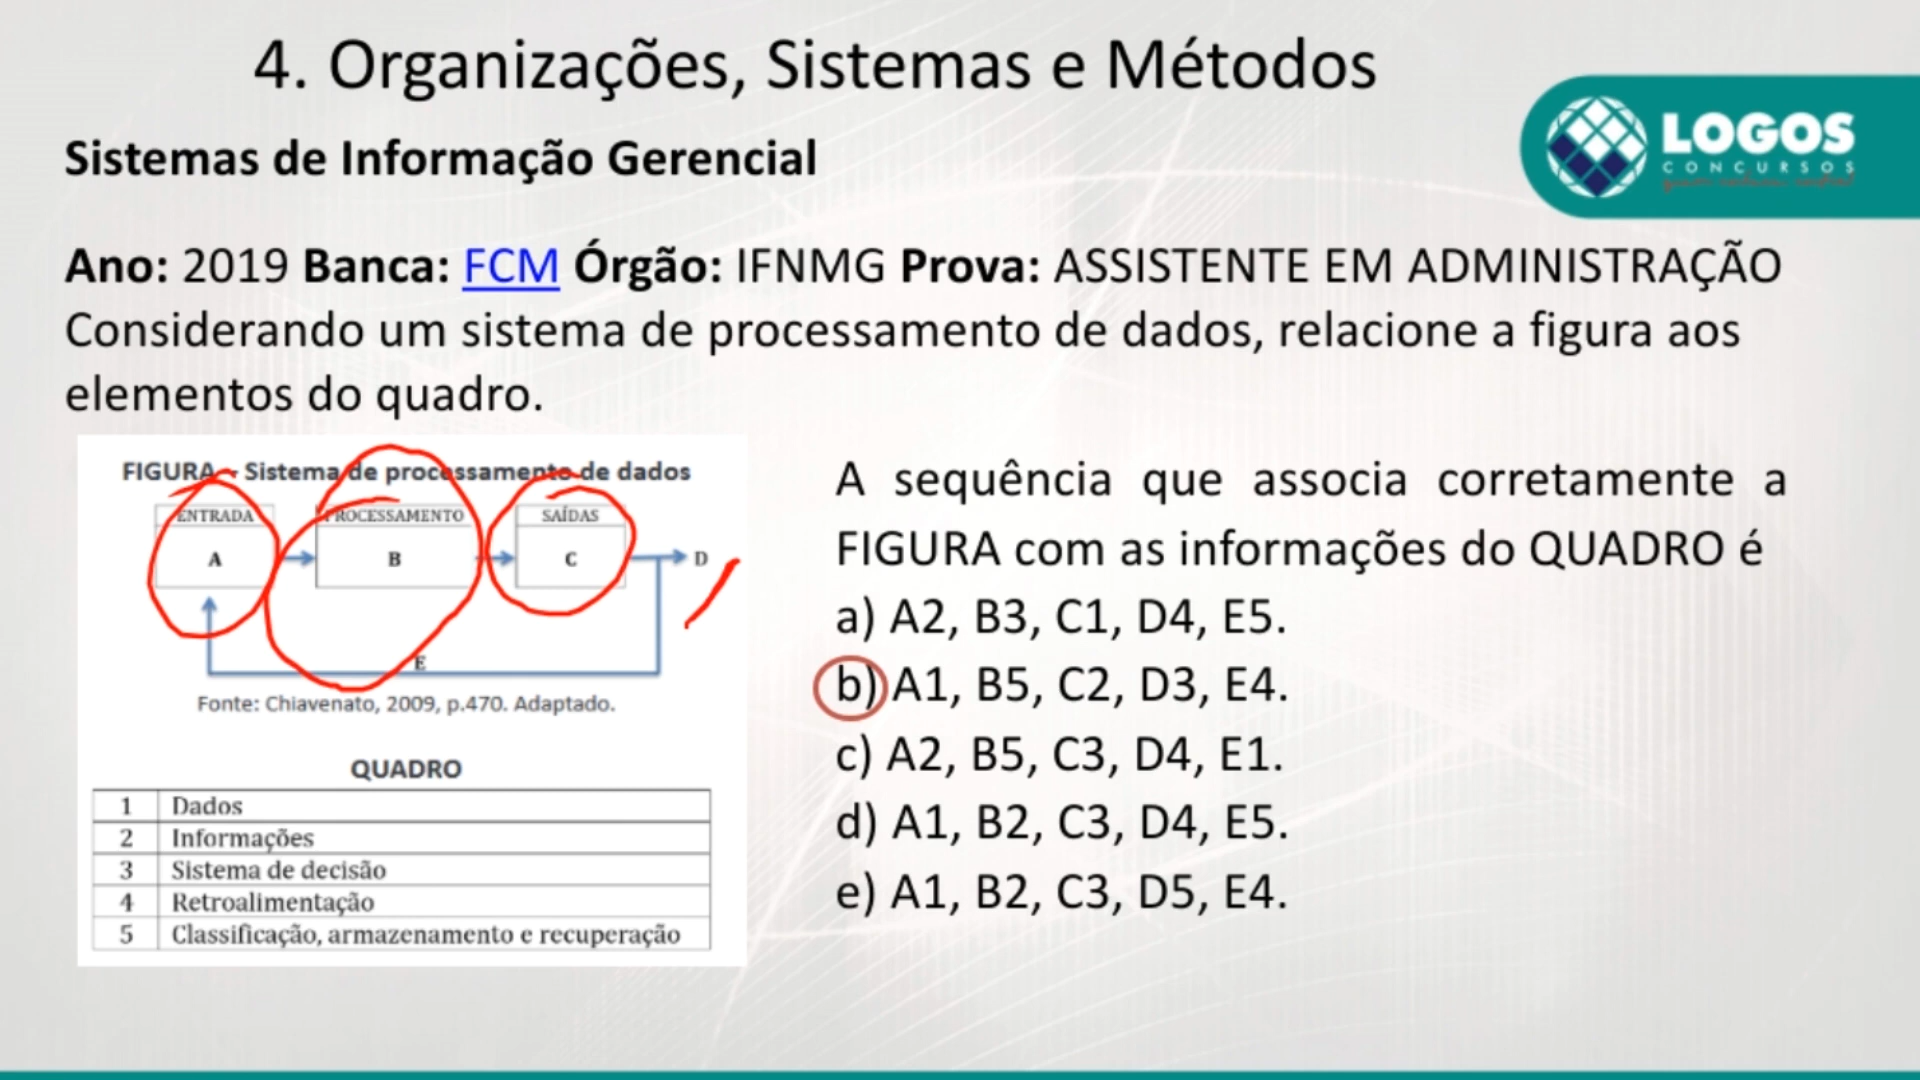 4. Organizações, Sistemas e Métodos
LOGOS
CONCURSOS
Sistemas de Informação Gerencial
Ano: 2019 Banca: FCM Órgão: IFNMG Prova: ASSISTENTE EM ADMINISTRAÇÃO
Considerando um sistema de processamento de dados, relacione a figura aos
elementos do quadro.
FIGURA - Sistema de processamento de dados
ENTRADA
PROCESSAMENTO
SAÍDAS
A
B
C
D
E
Fonte: Chiavenato, 2009, p.470. Adaptado.
QUADRO
1 Dados
2 Informações
3 Sistema de decisão
4 Retroalimentação
5 Classificação, armazenamento e recuperação
A sequência que associa corretamente a
FIGURA com as informações do QUADRO é
a) A2, B3, C1, D4, E5.
b) A1, B5, C2, D3, E4.
c) A2, B5, C3, D4, E1.
d) A1, B2, C3, D4, E5.
e) A1, B2, C3, D5, E4.